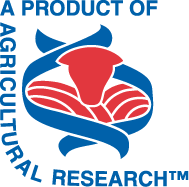 A PRODUCT OF
AGRICULTURAL RESEARCH™